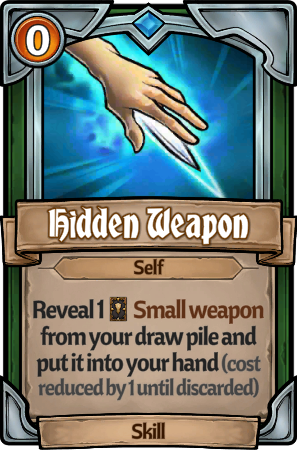 0
Hidden Weapon
Self
Reveal 1 Small weapon
from your draw pile and
put it into your hand (cost
reduced by 1 until discarded)
Skill